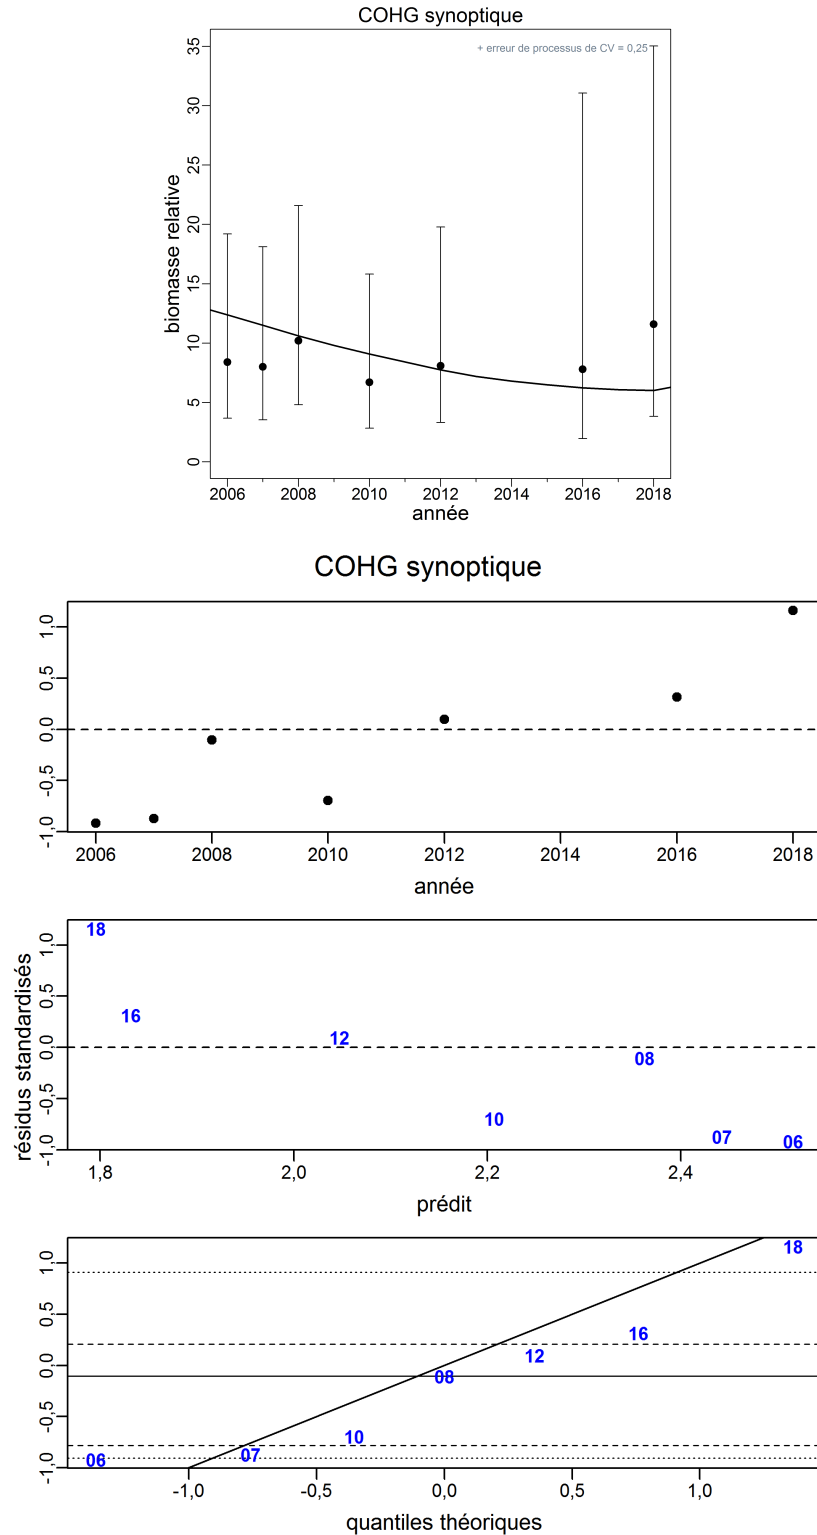 COHG synoptique
+ erreur de processus de CV = 0,25
biomasse relative
35
30
25
20
15
10
5
0
2006 2008 2010 2012 2014 2016 2018
année
COHG synoptique
1,0
0,5
0,0
-0,5
-1,0
2006 2008 2010 2012 2014 2016 2018
année
résidus standardisés
1,0
0,5
0,0
-0,5
-1,0
18
16
12
08
10
07
06
1,8 2,0 2,2 2,4
prédit
1,0
0,5
0,0
-0,5
-1,0
18
16
12
08
10
07
06
-1,0 -0,5 0,0 0,5 1,0
quantiles théoriques